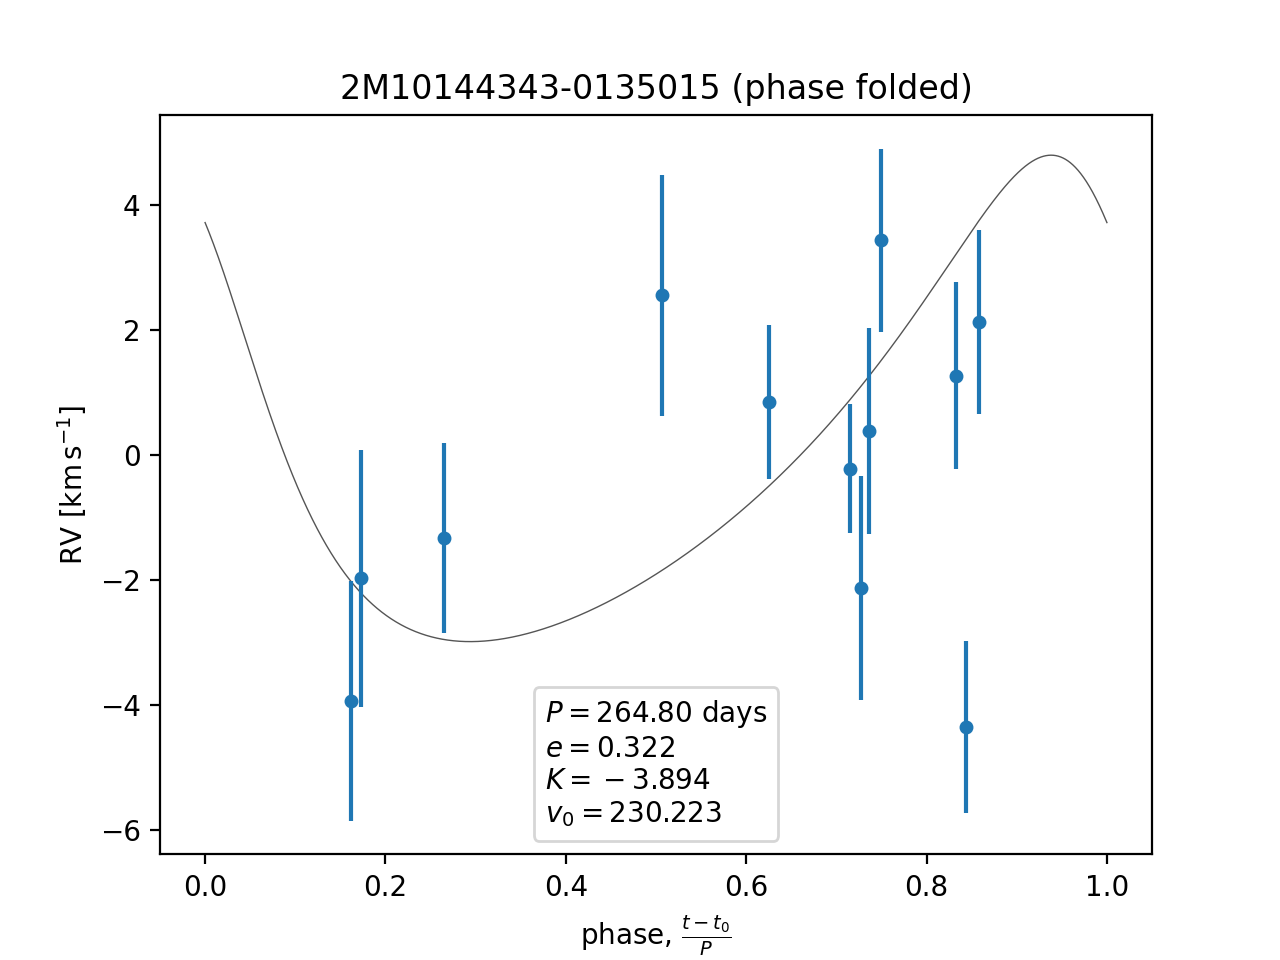 2M10144343-0135015 (phase folded)
RV [km s⁻¹]
4
2
0
−2
−4
−6
P = 264.80 days
e = 0.322
K = −3.894
v₀ = 230.223
0.0 0.2 0.4 0.6 0.8 1.0
phase, (t − t₀)/P